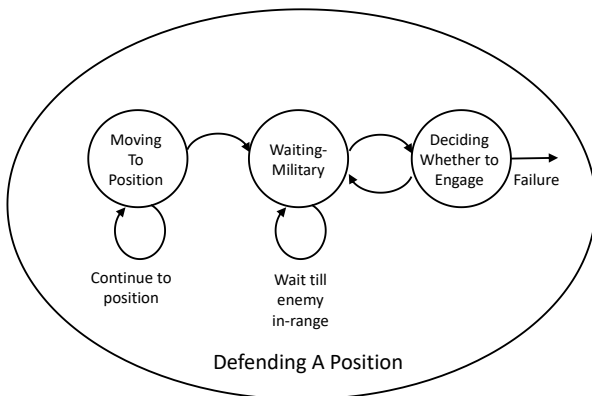 Moving
To
Position
Waiting-
Military
Deciding
Whether to
Engage
Failure
Continue to
position
Wait till
enemy
in-range
Defending A Position